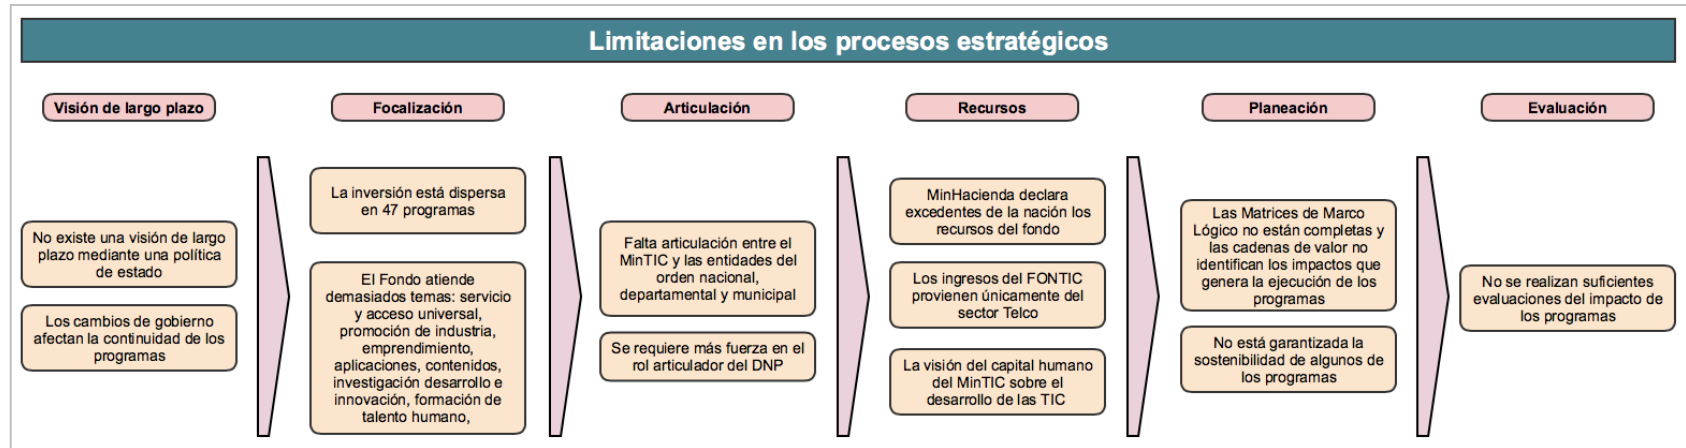 Limitaciones en los procesos estratégicos
Visión de largo plazo
Focalización
Articulación
Recursos
Planeación
Evaluación
No existe una visión de largo
plazo mediante una política
de estado
Los cambios de gobierno
afectan la continuidad de los
programas
La inversión está dispersa
en 47 programas
El Fondo atiende
demasiados temas: servicio
y acceso universal,
promoción de industria,
emprendimiento,
aplicaciones, contenidos,
investigación desarrollo e
innovación, formación de
talento humano,
Falta articulación entre el
MinTIC y las entidades del
orden nacional,
departamental y municipal
Se requiere más fuerza en el
rol articulador del DNP
MinHacienda declara
excedentes de la nación los
recursos del fondo
Los ingresos del FONTIC
provienen únicamente del
sector Telco
La visión del capital humano
del MinTIC sobre el
desarrollo de las TIC
Las Matrices de Marco
Lógico no están completas y
las cadenas de valor no
identifican los impactos que
genera la ejecución de los
programas
No está garantizada la
sostenibilidad de algunos de
los programas
No se realizan suficientes
evaluaciones del impacto de
los programas